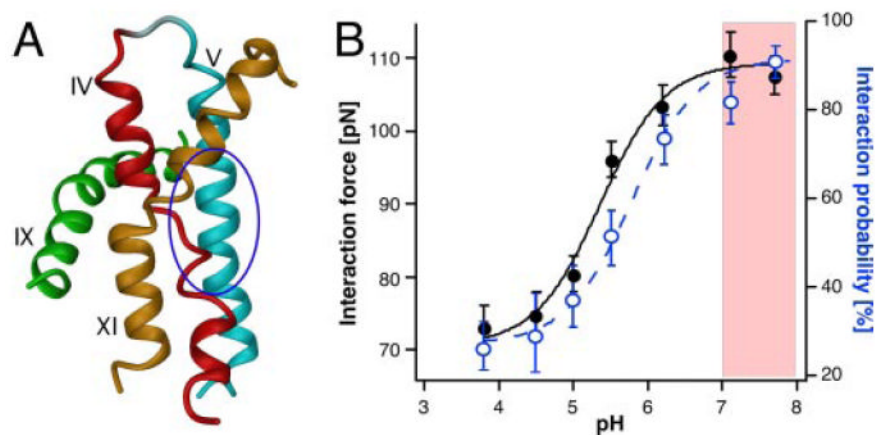 A
IV
V
IX
XI
B
Interaction force [pN]
110
100
90
80
70
3
4
5
6
7
8
pH
100
80
60
40
20
Interaction probability [%]